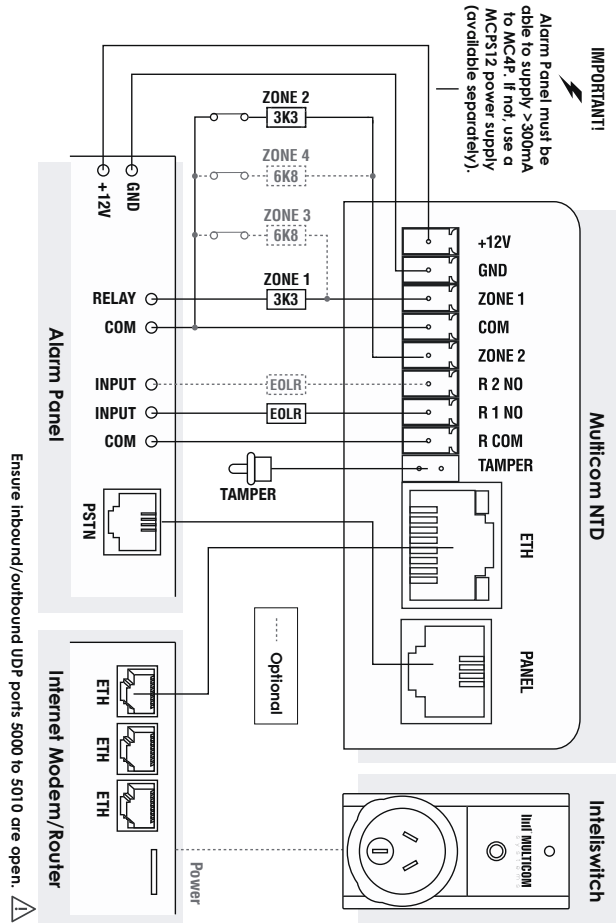 IMPORTANT!
Alarm Panel must be
able to supply >300mA
to MC4P. If not, use a
MCPS12 power supply
(available separately).
Multicom NTD
+12V
GND
ZONE 1
COM
ZONE 2
R 2 NO
R 1 NO
R COM
TAMPER
ETH
PANEL
Inteliswitch
MULTICOM
ZONE 2
3K3
ZONE 4
6K8
ZONE 3
6K8
ZONE 1
3K3
EOLR
EOLR
TAMPER
Optional
GND
+12V
RELAY
COM
INPUT
INPUT
COM
PSTN
Alarm Panel
ETH
ETH
ETH
Power
Internet Modem/Router
Ensure inbound/outbound UDP ports 5000 to 5010 are open.